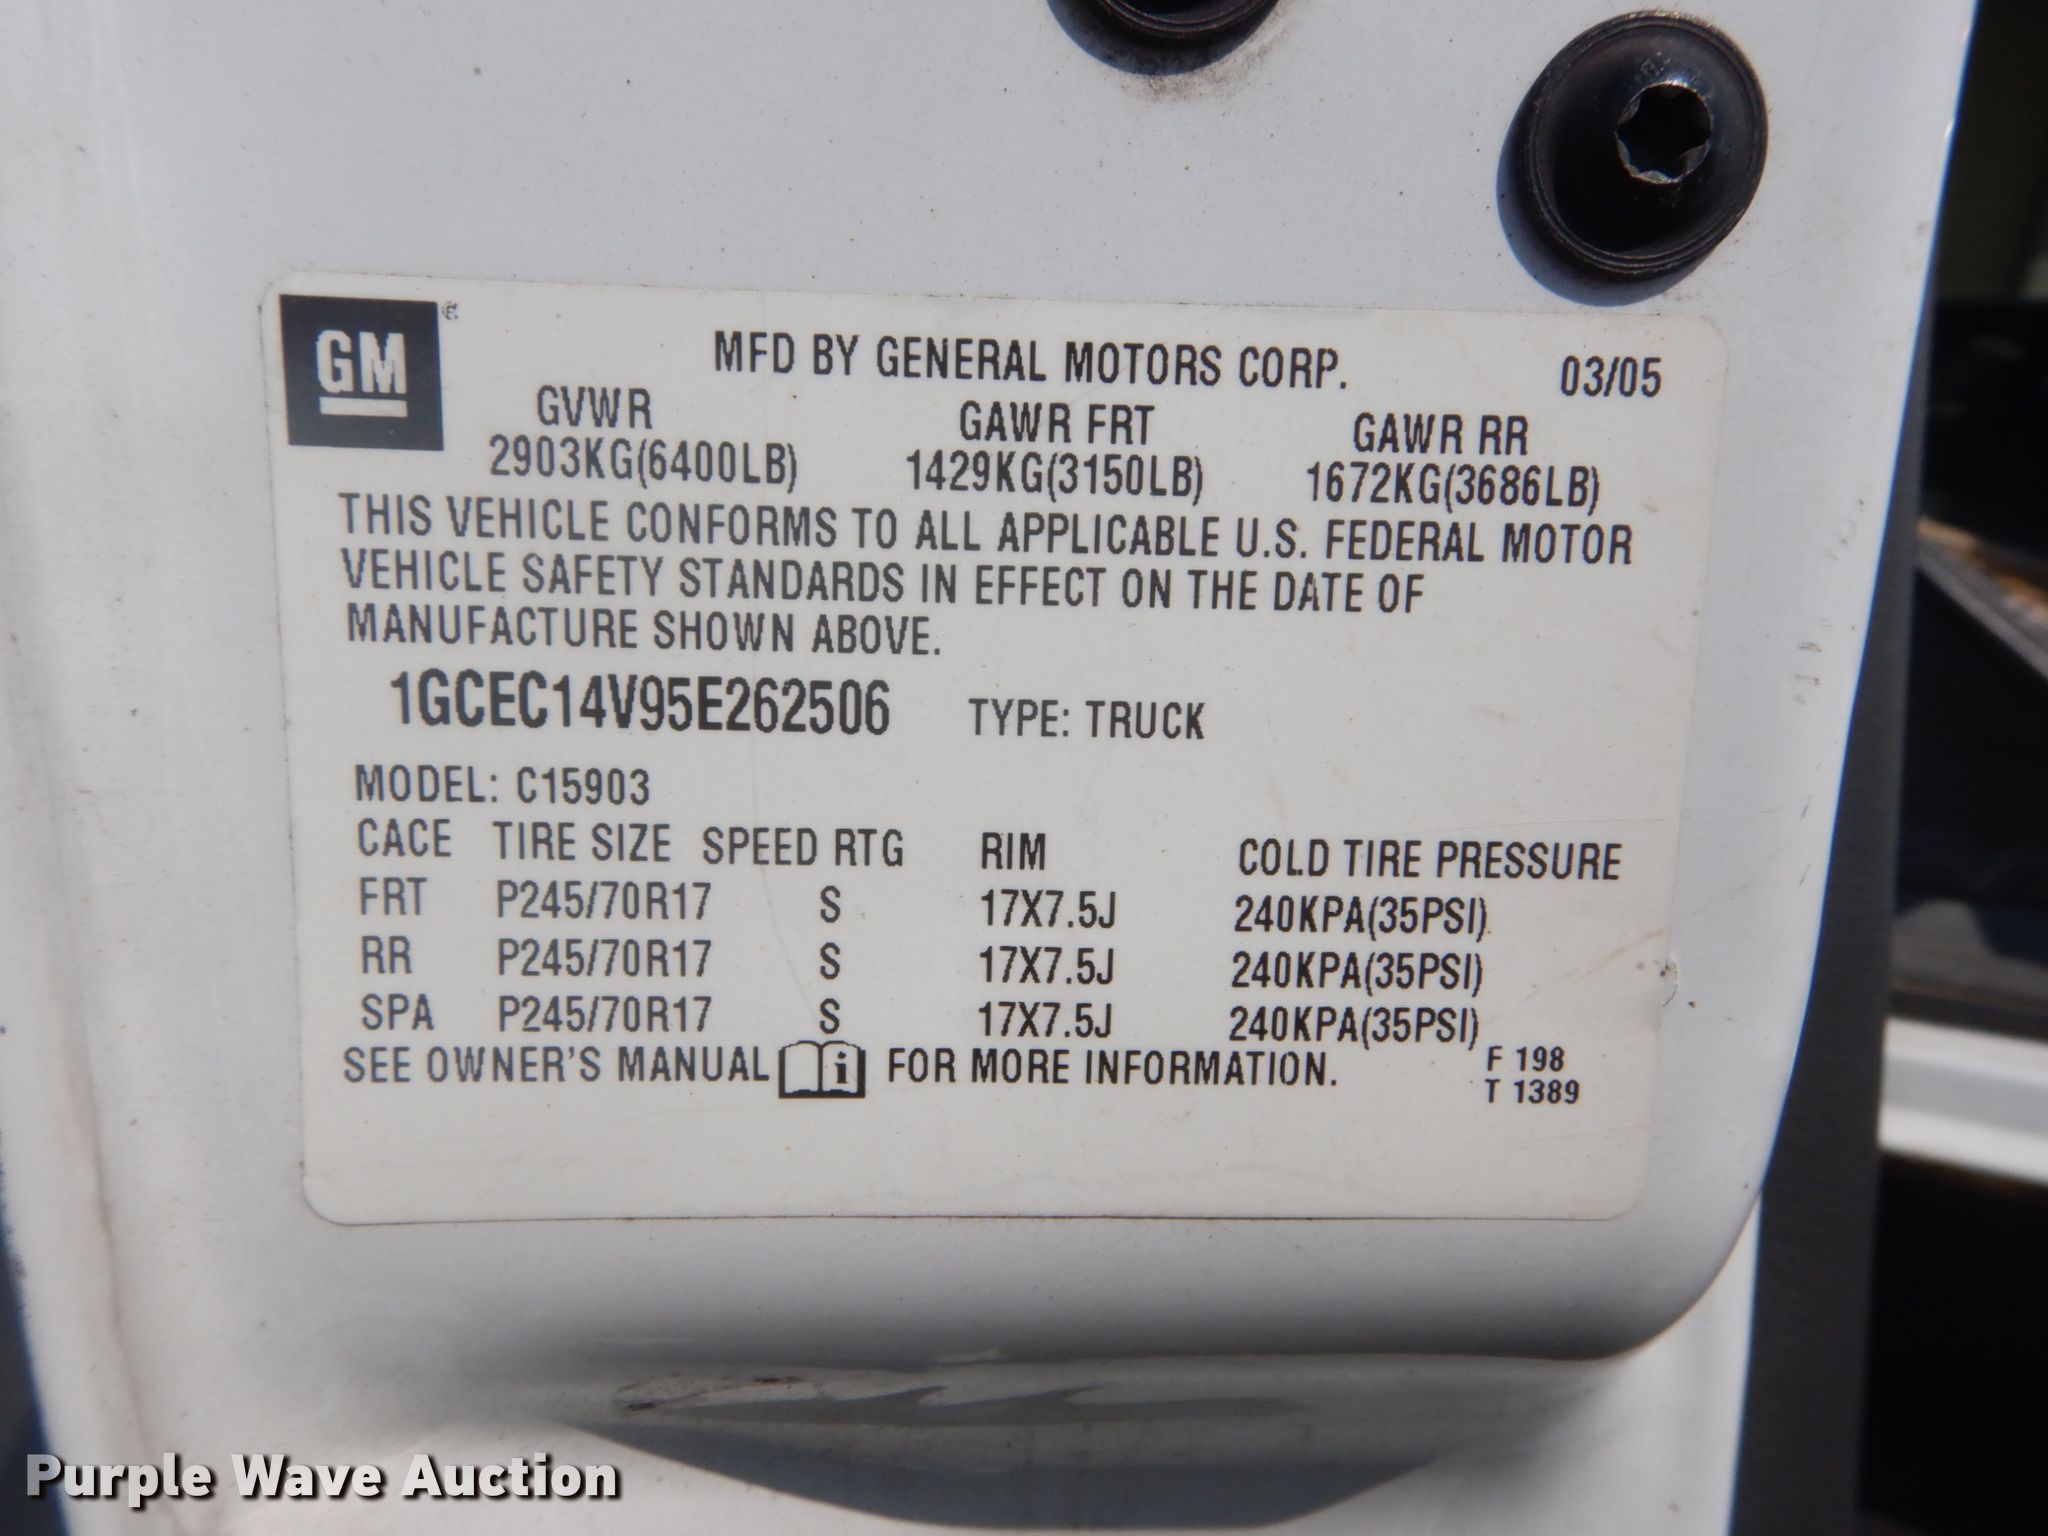 GM
MFD BY GENERAL MOTORS CORP. 03/05
GVWR GAWR FRT GAWR RR
2903KG(6400LB) 1429KG(3150LB) 1672KG(3686LB)
THIS VEHICLE CONFORMS TO ALL APPLICABLE U.S. FEDERAL MOTOR
VEHICLE SAFETY STANDARDS IN EFFECT ON THE DATE OF
MANUFACTURE SHOWN ABOVE.
1GCEC14V95E262506 TYPE: TRUCK
MODEL: C15903
CACE TIRE SIZE SPEED RTG RIM COLD TIRE PRESSURE
FRT P245/70R17 S 17X7.5J 240KPA(35PSI)
RR P245/70R17 S 17X7.5J 240KPA(35PSI)
SPA P245/70R17 S 17X7.5J 240KPA(35PSI)
SEE OWNER'S MANUAL i FOR MORE INFORMATION.
F 198
T 1389
Purple Wave Auction